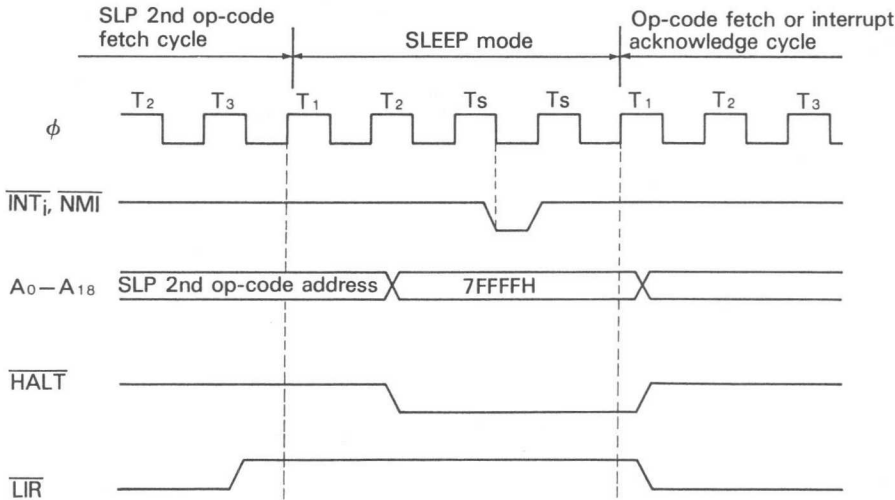 SLP 2nd op-code
fetch cycle
SLEEP mode
Op-code fetch or interrupt
acknowledge cycle
T2 T3 T1 T2 Ts Ts T1 T2 T3
φ
INTi, NMI
A0—A18 SLP 2nd op-code address 7FFFFH
HALT
LIR